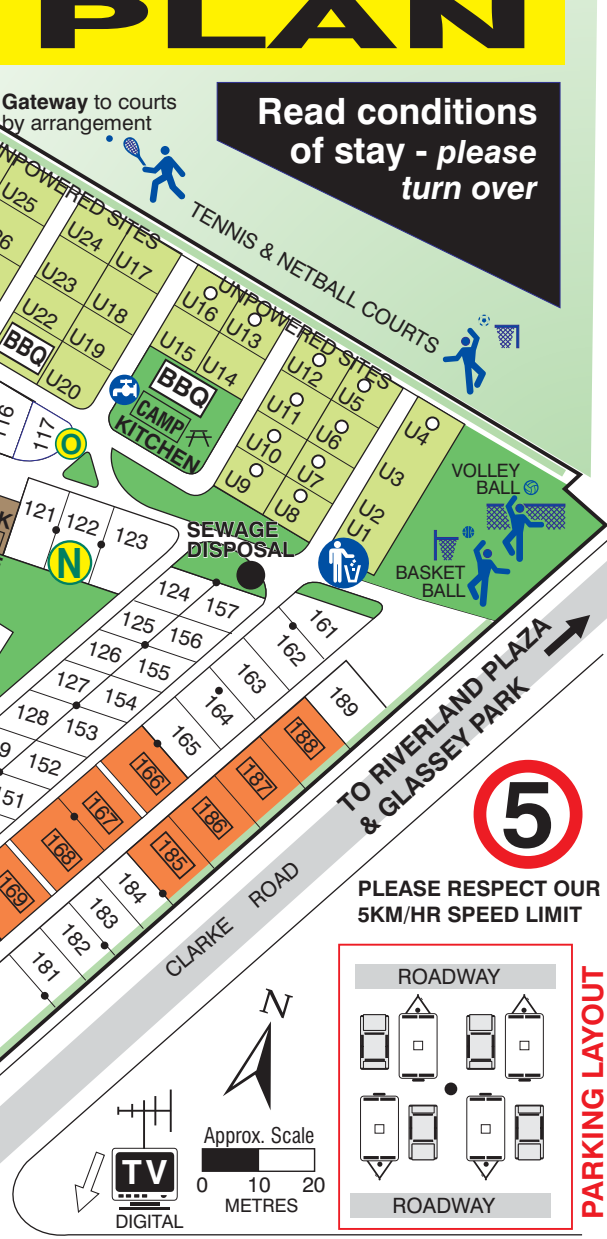 PLAN
Gateway to courts
by arrangement
Read conditions
of stay - please
turn over
TENNIS & NETBALL COURTS
UNPOWERED SITES
U25
U24
U17
U23
U18
U22
U19
BBQ
U20
UNPOWERED SITES
U16
U13
U15
U14
BBQ
CAMP
KITCHEN
U12
U5
U11
U6
U10
U7
U9
U8
U4
U3
U2
U1
VOLLEY
BALL
BASKET
BALL
117
O
121
122
123
N
SEWAGE
DISPOSAL
124
157
125
156
126
155
127
154
128
153
152
151
161
162
163
164
165
166
167
168
169
189
188
187
186
185
184
183
182
181
TO RIVERLAND PLAZA
& GLASSEY PARK
CLARKE ROAD
5
PLEASE RESPECT OUR
5KM/HR SPEED LIMIT
ROADWAY
ROADWAY
PARKING LAYOUT
N
Approx. Scale
0 10 20
METRES
TV
DIGITAL